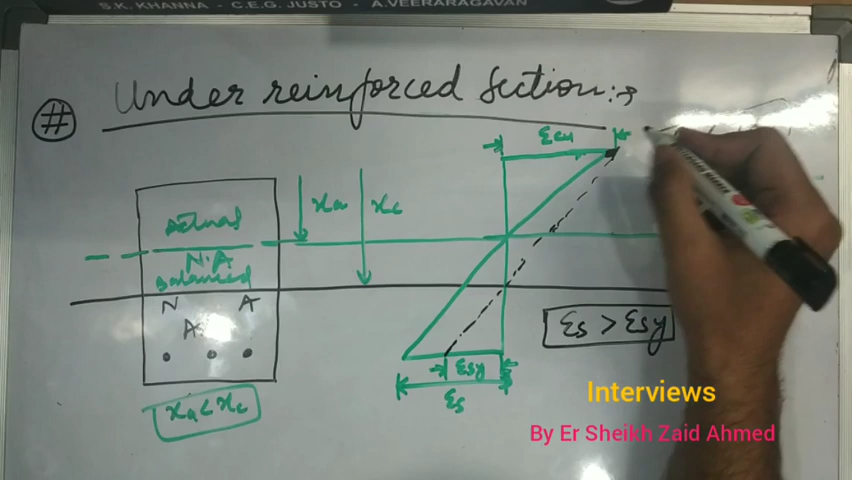 S.K. KHANNA - C.E.G. JUSTO - A.VEERARAGAVAN
# Under reinforced Section:→
εcu
xa xc
Actual
N.A
Balanced
N A
εs > εsy
εsy
εs
xa < xc
Interviews
By Er Sheikh Zaid Ahmed